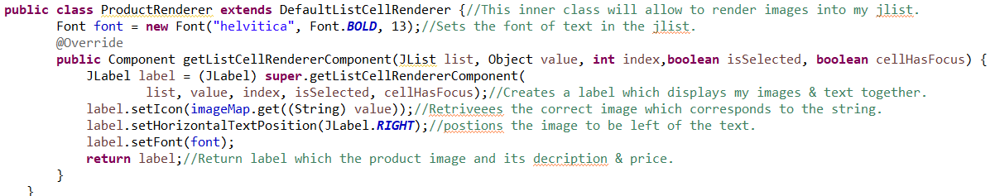 public class ProductRenderer extends DefaultListCellRenderer {//This inner class will allow to render images into my jlist.
Font font = new Font("helvitica", Font.BOLD, 13);//Sets the font of text in the jlist.
@Override
public Component getListCellRendererComponent(JList list, Object value, int index,boolean isSelected, boolean cellHasFocus) {
JLabel label = (JLabel) super.getListCellRendererComponent(
list, value, index, isSelected, cellHasFocus);//Creates a label which displays my images & text together.
label.setIcon(imageMap.get((String) value));//Retriveees the correct image which corresponds to the string.
label.setHorizontalTextPosition(JLabel.RIGHT);//postions the image to be left of the text.
label.setFont(font);
return label;//Return label which the product image and its decription & price.
}
}